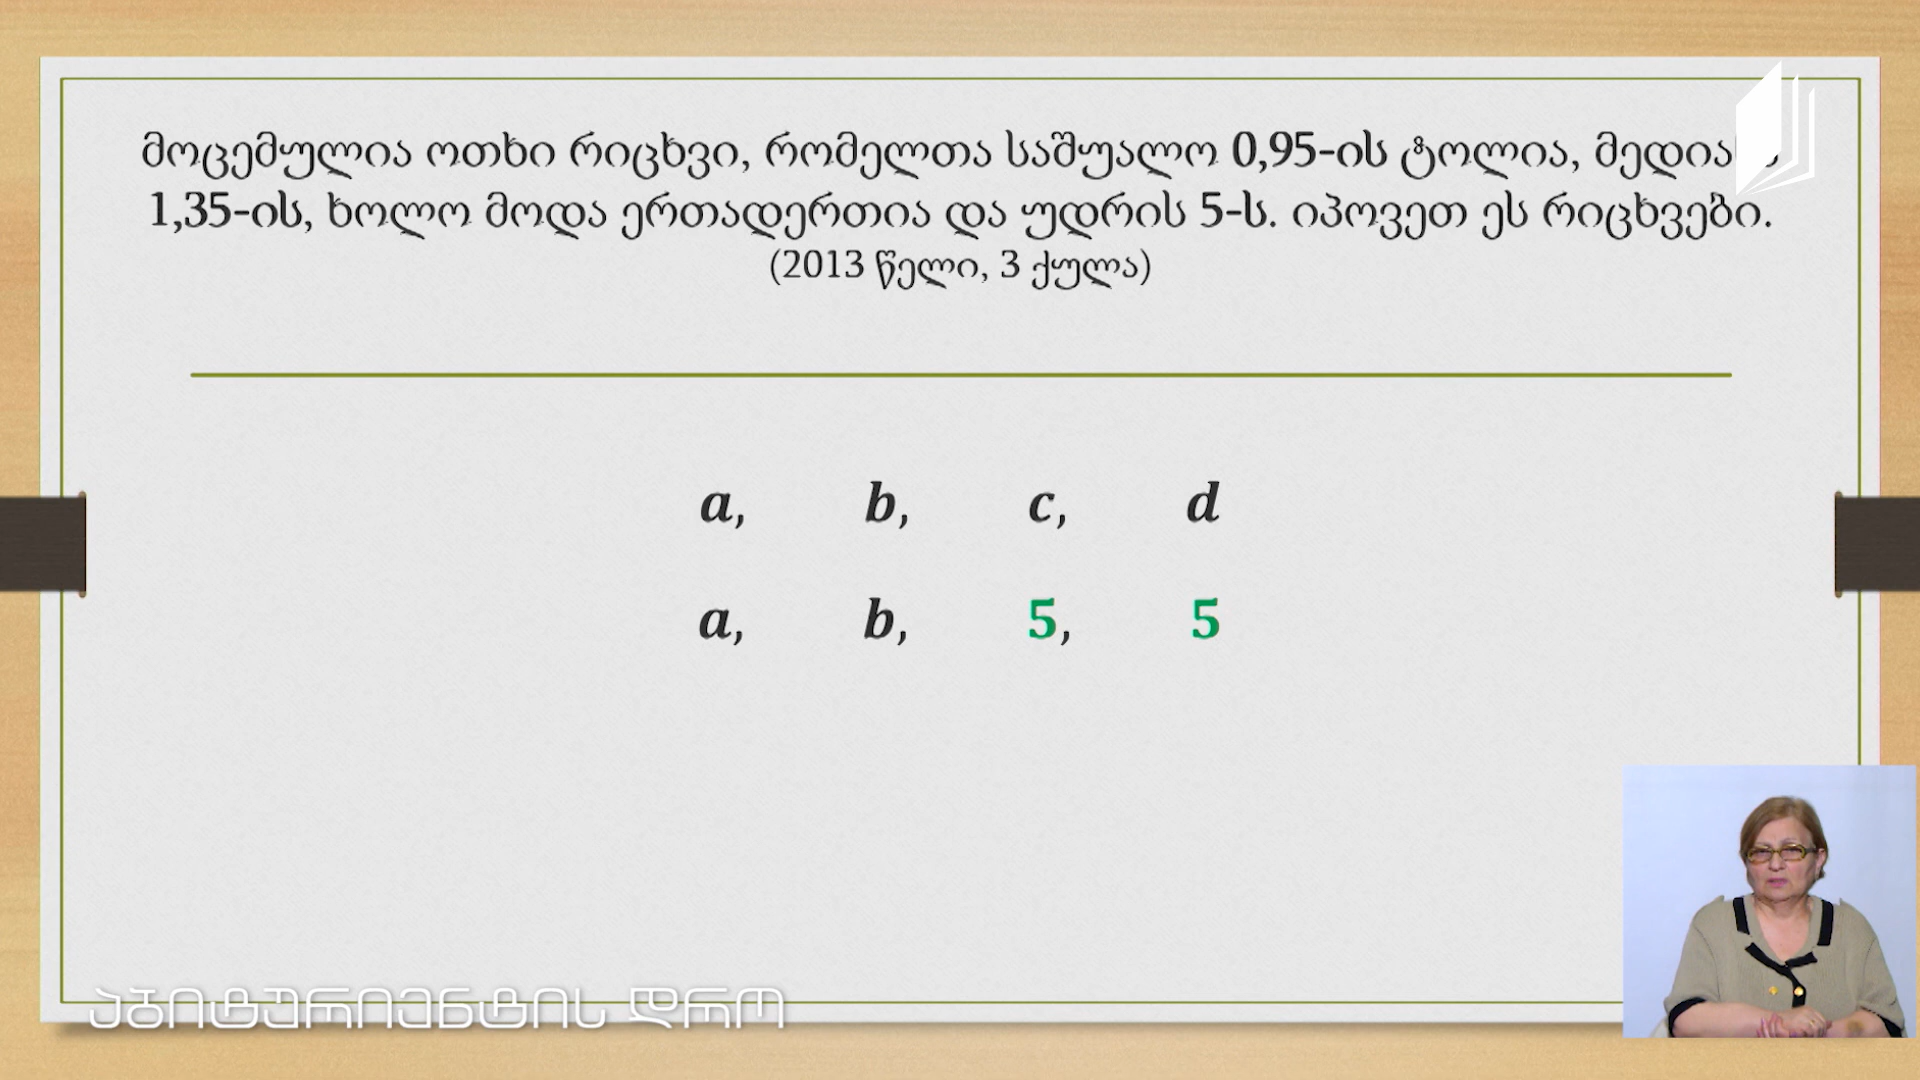 მოცემულია ოთხი რიცხვი, რომელთა საშუალო 0,95-ის ტოლია,
1,35-ის, ხოლო მოდა ერთადერთია და უდრის 5-ს. იპოვეთ ეს რიცხვები.
(2013 წელი, 3 ქულა)
a, b, c, d
a, b, 5, 5
აბიტურიენტის დრო